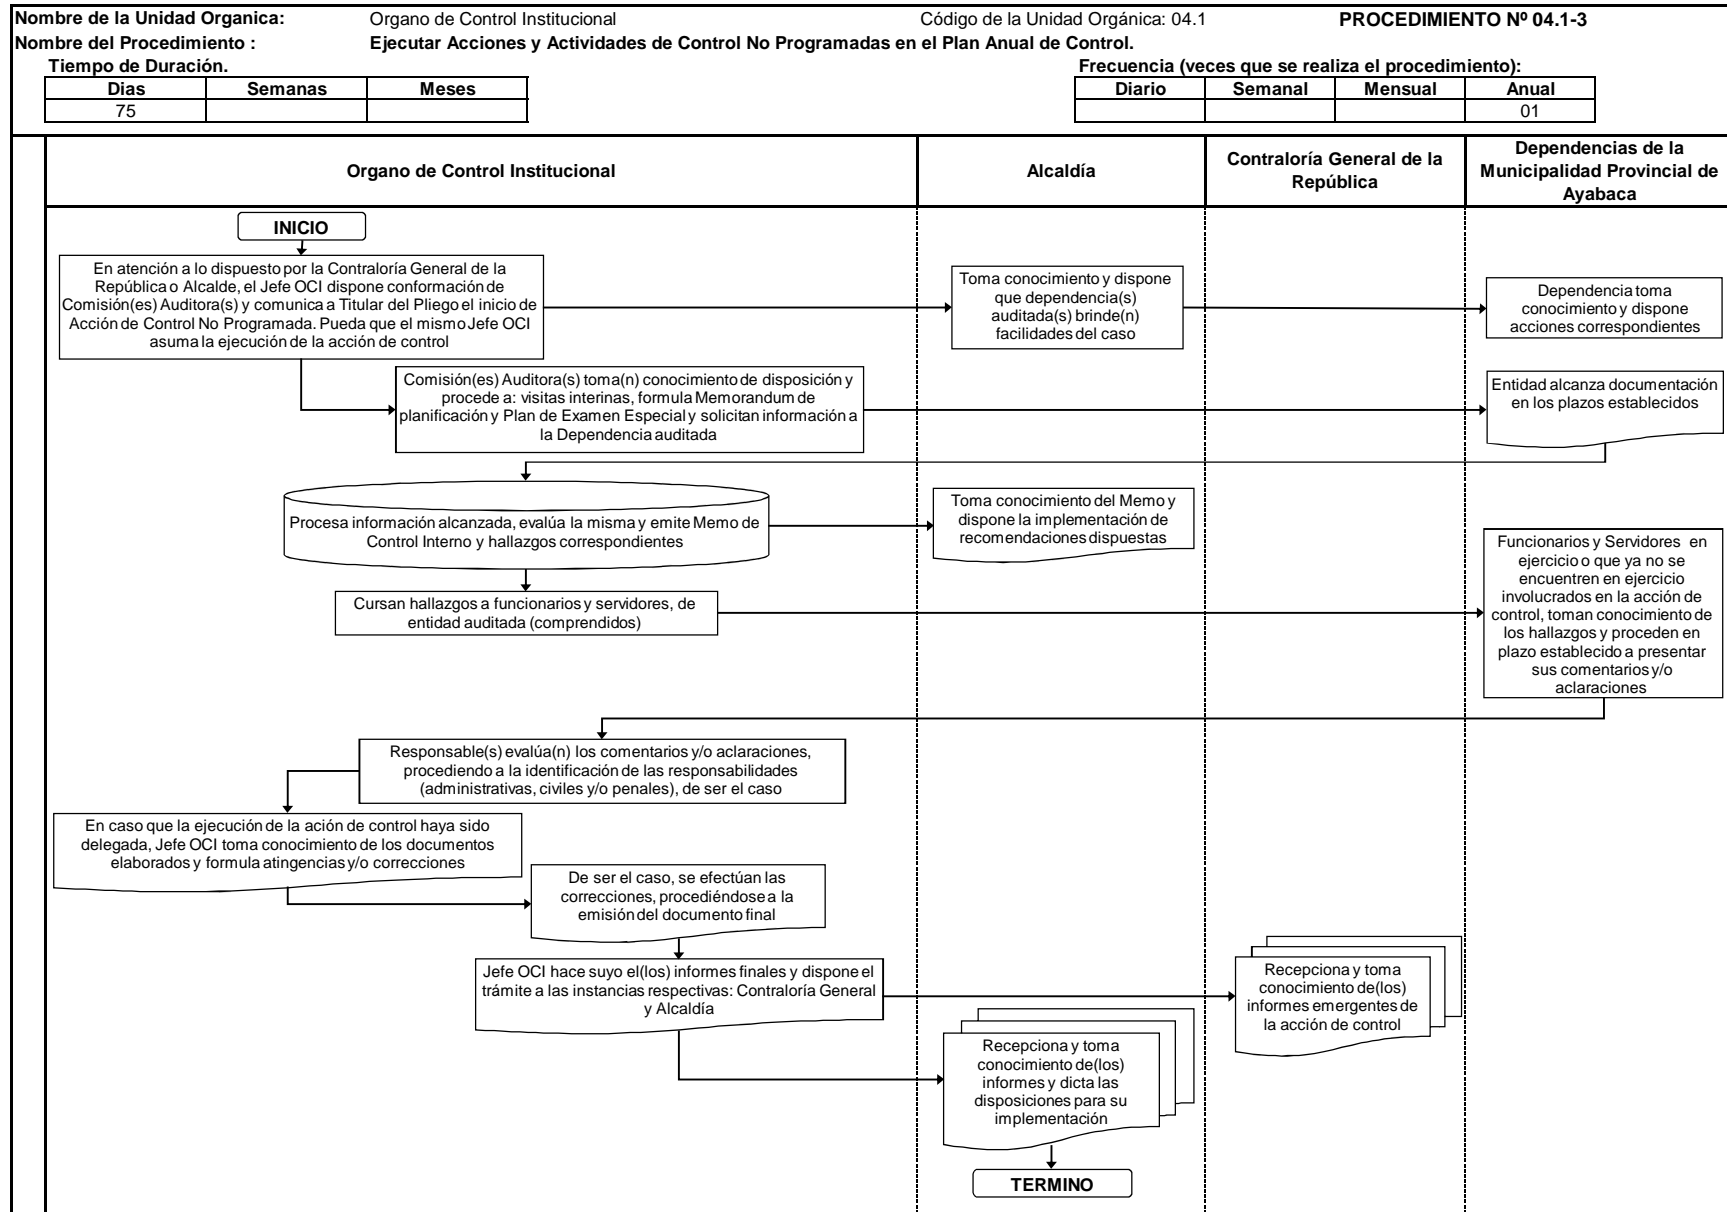 Nombre de la Unidad Organica: Organo de Control Institucional Código de la Unidad Orgánica: 04.1 PROCEDIMIENTO Nº 04.1-3
Nombre del Procedimiento : Ejecutar Acciones y Actividades de Control No Programadas en el Plan Anual de Control.
Tiempo de Duración. Frecuencia (veces que se realiza el procedimiento):
Dias Semanas Meses Diario Semanal Mensual Anual
75 01
Organo de Control Institucional
Alcaldía
Contraloría General de la
República
Dependencias de la
Municipalidad Provincial de
Ayabaca
INICIO
En atención a lo dispuesto por la Contraloría General de la
República o Alcalde, el Jefe OCI dispone conformación de
Comisión(es) Auditora(s) y comunica a Titular del Pliego el inicio de
Acción de Control No Programada. Pueda que el mismo Jefe OCI
asuma la ejecución de la acción de control
Toma conocimiento y dispone
que dependencia(s)
auditada(s) brinde(n)
facilidades del caso
Dependencia toma
conocimiento y dispone
acciones correspondientes
Comisión(es) Auditora(s) toma(n) conocimiento de disposición y
procede a: visitas interinas, formula Memorandum de
planificación y Plan de Examen Especial y solicitan información a
la Dependencia auditada
Entidad alcanza documentación
en los plazos establecidos
Procesa información alcanzada, evalúa la misma y emite Memo de
Control Interno y hallazgos correspondientes
Toma conocimiento del Memo y
dispone la implementación de
recomendaciones dispuestas
Cursan hallazgos a funcionarios y servidores, de
entidad auditada (comprendidos)
Funcionarios y Servidores en
ejercicio o que ya no se
encuentren en ejercicio
involucrados en la acción de
control, toman conocimiento de
los hallazgos y proceden en
plazo establecido a presentar
sus comentarios y/o
aclaraciones
Responsable(s) evalúa(n) los comentarios y/o aclaraciones,
procediendo a la identificación de las responsabilidades
(administrativas, civiles y/o penales), de ser el caso
En caso que la ejecución de la ación de control haya sido
delegada, Jefe OCI toma conocimiento de los documentos
elaborados y formula atingencias y/o correcciones
De ser el caso, se efectúan las
correcciones, procediéndose a la
emisión del documento final
Jefe OCI hace suyo el(los) informes finales y dispone el
trámite a las instancias respectivas: Contraloría General
y Alcaldía
Recepciona y toma
conocimiento de(los)
informes emergentes de
la acción de control
Recepciona y toma
conocimiento de(los)
informes y dicta las
disposiciones para su
implementación
TERMINO